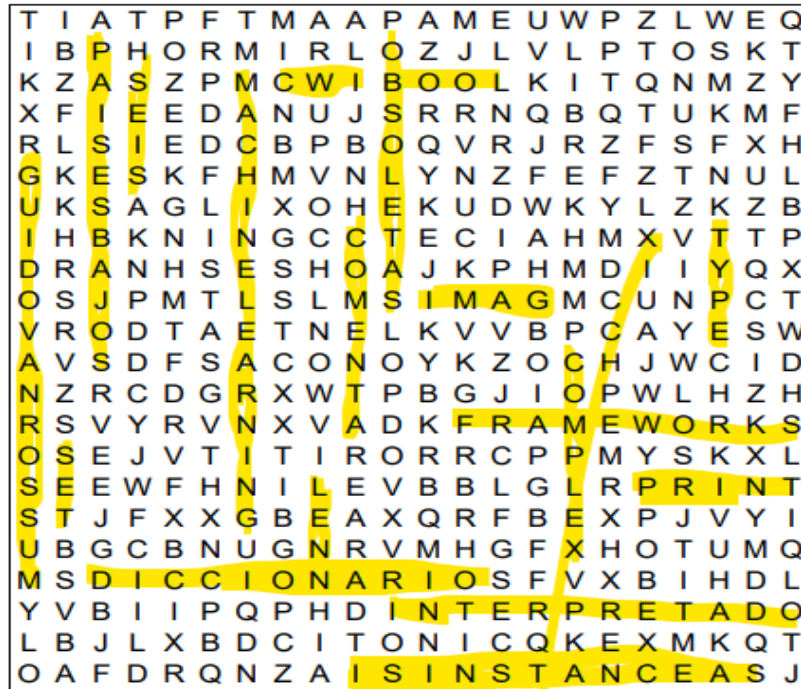 T I A T P F T M A A P A M E U W P Z L W E Q
I B P H O R M I R L O Z J L V L P T O S K T
K Z A S Z P M C W I B O O L K I T Q N M Z Y
X F I E E D A N U J S R R N Q B Q T U K M F
R L S I E D C B P B O Q V R J R Z F S F X H
G K E S K F H M V N L Y N Z F E F Z T N U L
U K S A G L I X O H E K U D W K Y L Z K Z B
I H B K N I N G C C T E C I A H M X V T T P
D R A N H S E S H O A J K P H M D I I Y Q X
O S J P M T L S L M S I M A G M C U N P C T
V R O D T A E T N E L K V V B P C A Y E S W
A V S D F S A C O N O Y K Z O C H J W C I D
N Z R C D G R X W T P B G J I O P W L H Z H
R S V Y R V N X V A D K F R A M E W O R K S
O S E J V T I T I R O R R C P P M Y S K X L
S E E W F H N I L E V B B L G L R P R I N T
S T J F X X G B E A X Q R F B E X P J V Y I
U B G C B N U G N R V M H G F X H O T U M Q
M S D I C C I O N A R I O S F V X B I H D L
Y V B I I P Q P H D I N T E R P R E T A D O
L B J L X B D C I T O N I C Q K E X M K Q T
O A F D R Q N Z A I S I N S T A N C E A S J